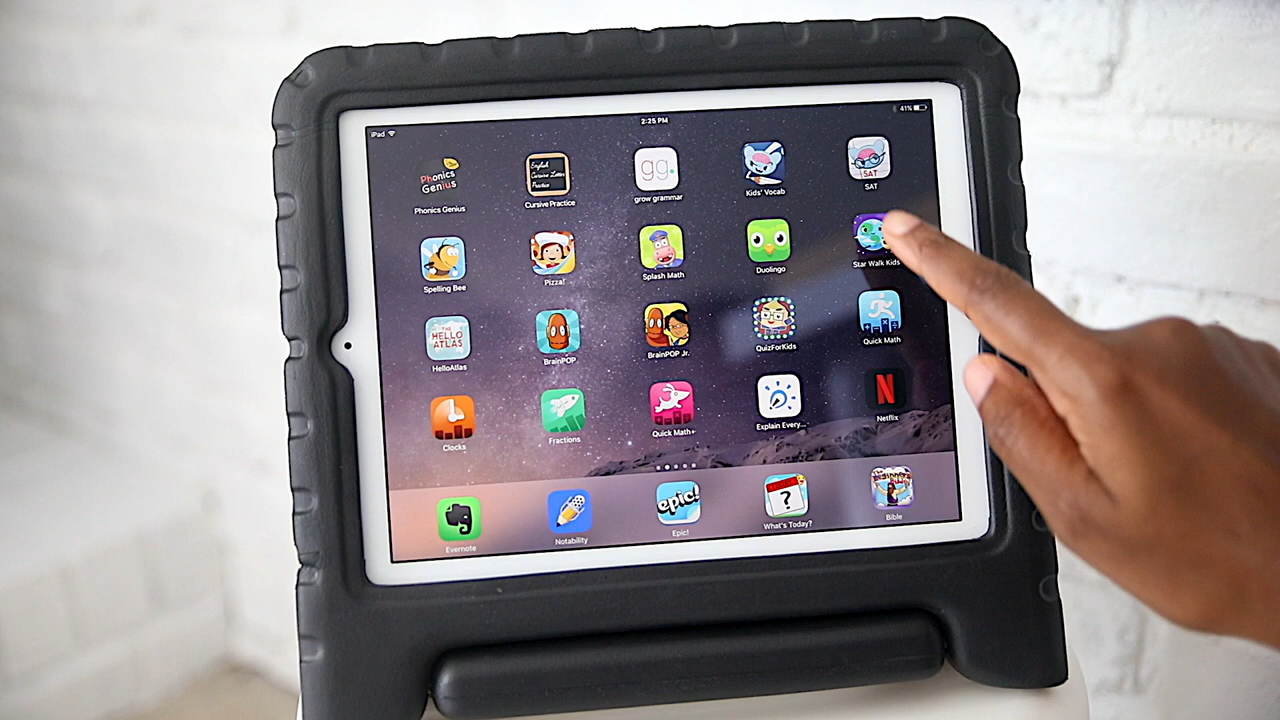 iPad
2:25 PM
41%
Phonics
Genius
Phonics Genius
English
Cursive Letter
Practice
Cursive Practice
gg.
grow grammar
Kids' Vocab
SAT
SAT
Spelling Bee
Pizza!
Splash Math
Duolingo
Star Walk Kids
THE
HELLO
ATLAS
HelloAtlas
BrainPOP
BrainPOP Jr.
QuizForKids
Quick Math
Clocks
Fractions
Quick Math+
Explain Every...
N
Netflix
Evernote
Notability
epic!
Epic!
?
What's Today?
Beginner's
Bible